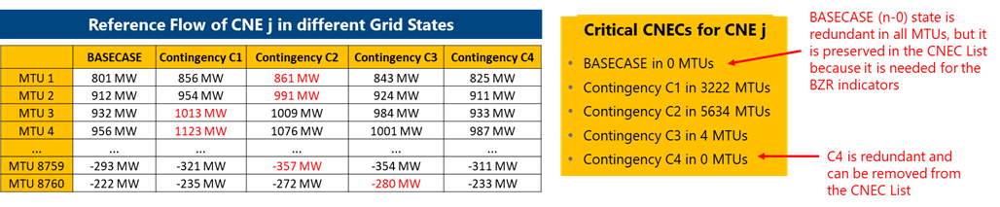 Reference Flow of CNE j in different Grid States
BASECASE Contingency C1 Contingency C2 Contingency C3 Contingency C4
MTU 1 801 MW 856 MW 861 MW 843 MW 825 MW
MTU 2 912 MW 954 MW 991 MW 924 MW 911 MW
MTU 3 932 MW 1013 MW 1009 MW 984 MW 933 MW
MTU 4 956 MW 1123 MW 1076 MW 1001 MW 987 MW
... ... ... ... ... ...
MTU 8759 -293 MW -321 MW -357 MW -354 MW -311 MW
MTU 8760 -222 MW -235 MW -272 MW -280 MW -233 MW
Critical CNECs for CNE j
• BASECASE in 0 MTUs
• Contingency C1 in 3222 MTUs
• Contingency C2 in 5634 MTUs
• Contingency C3 in 4 MTUs
• Contingency C4 in 0 MTUs
BASECASE (n-0) state is
redundant in all MTUs, but it
is preserved in the CNEC List
because it is needed for the
BZR indicators
C4 is redundant and
can be removed from
the CNEC List